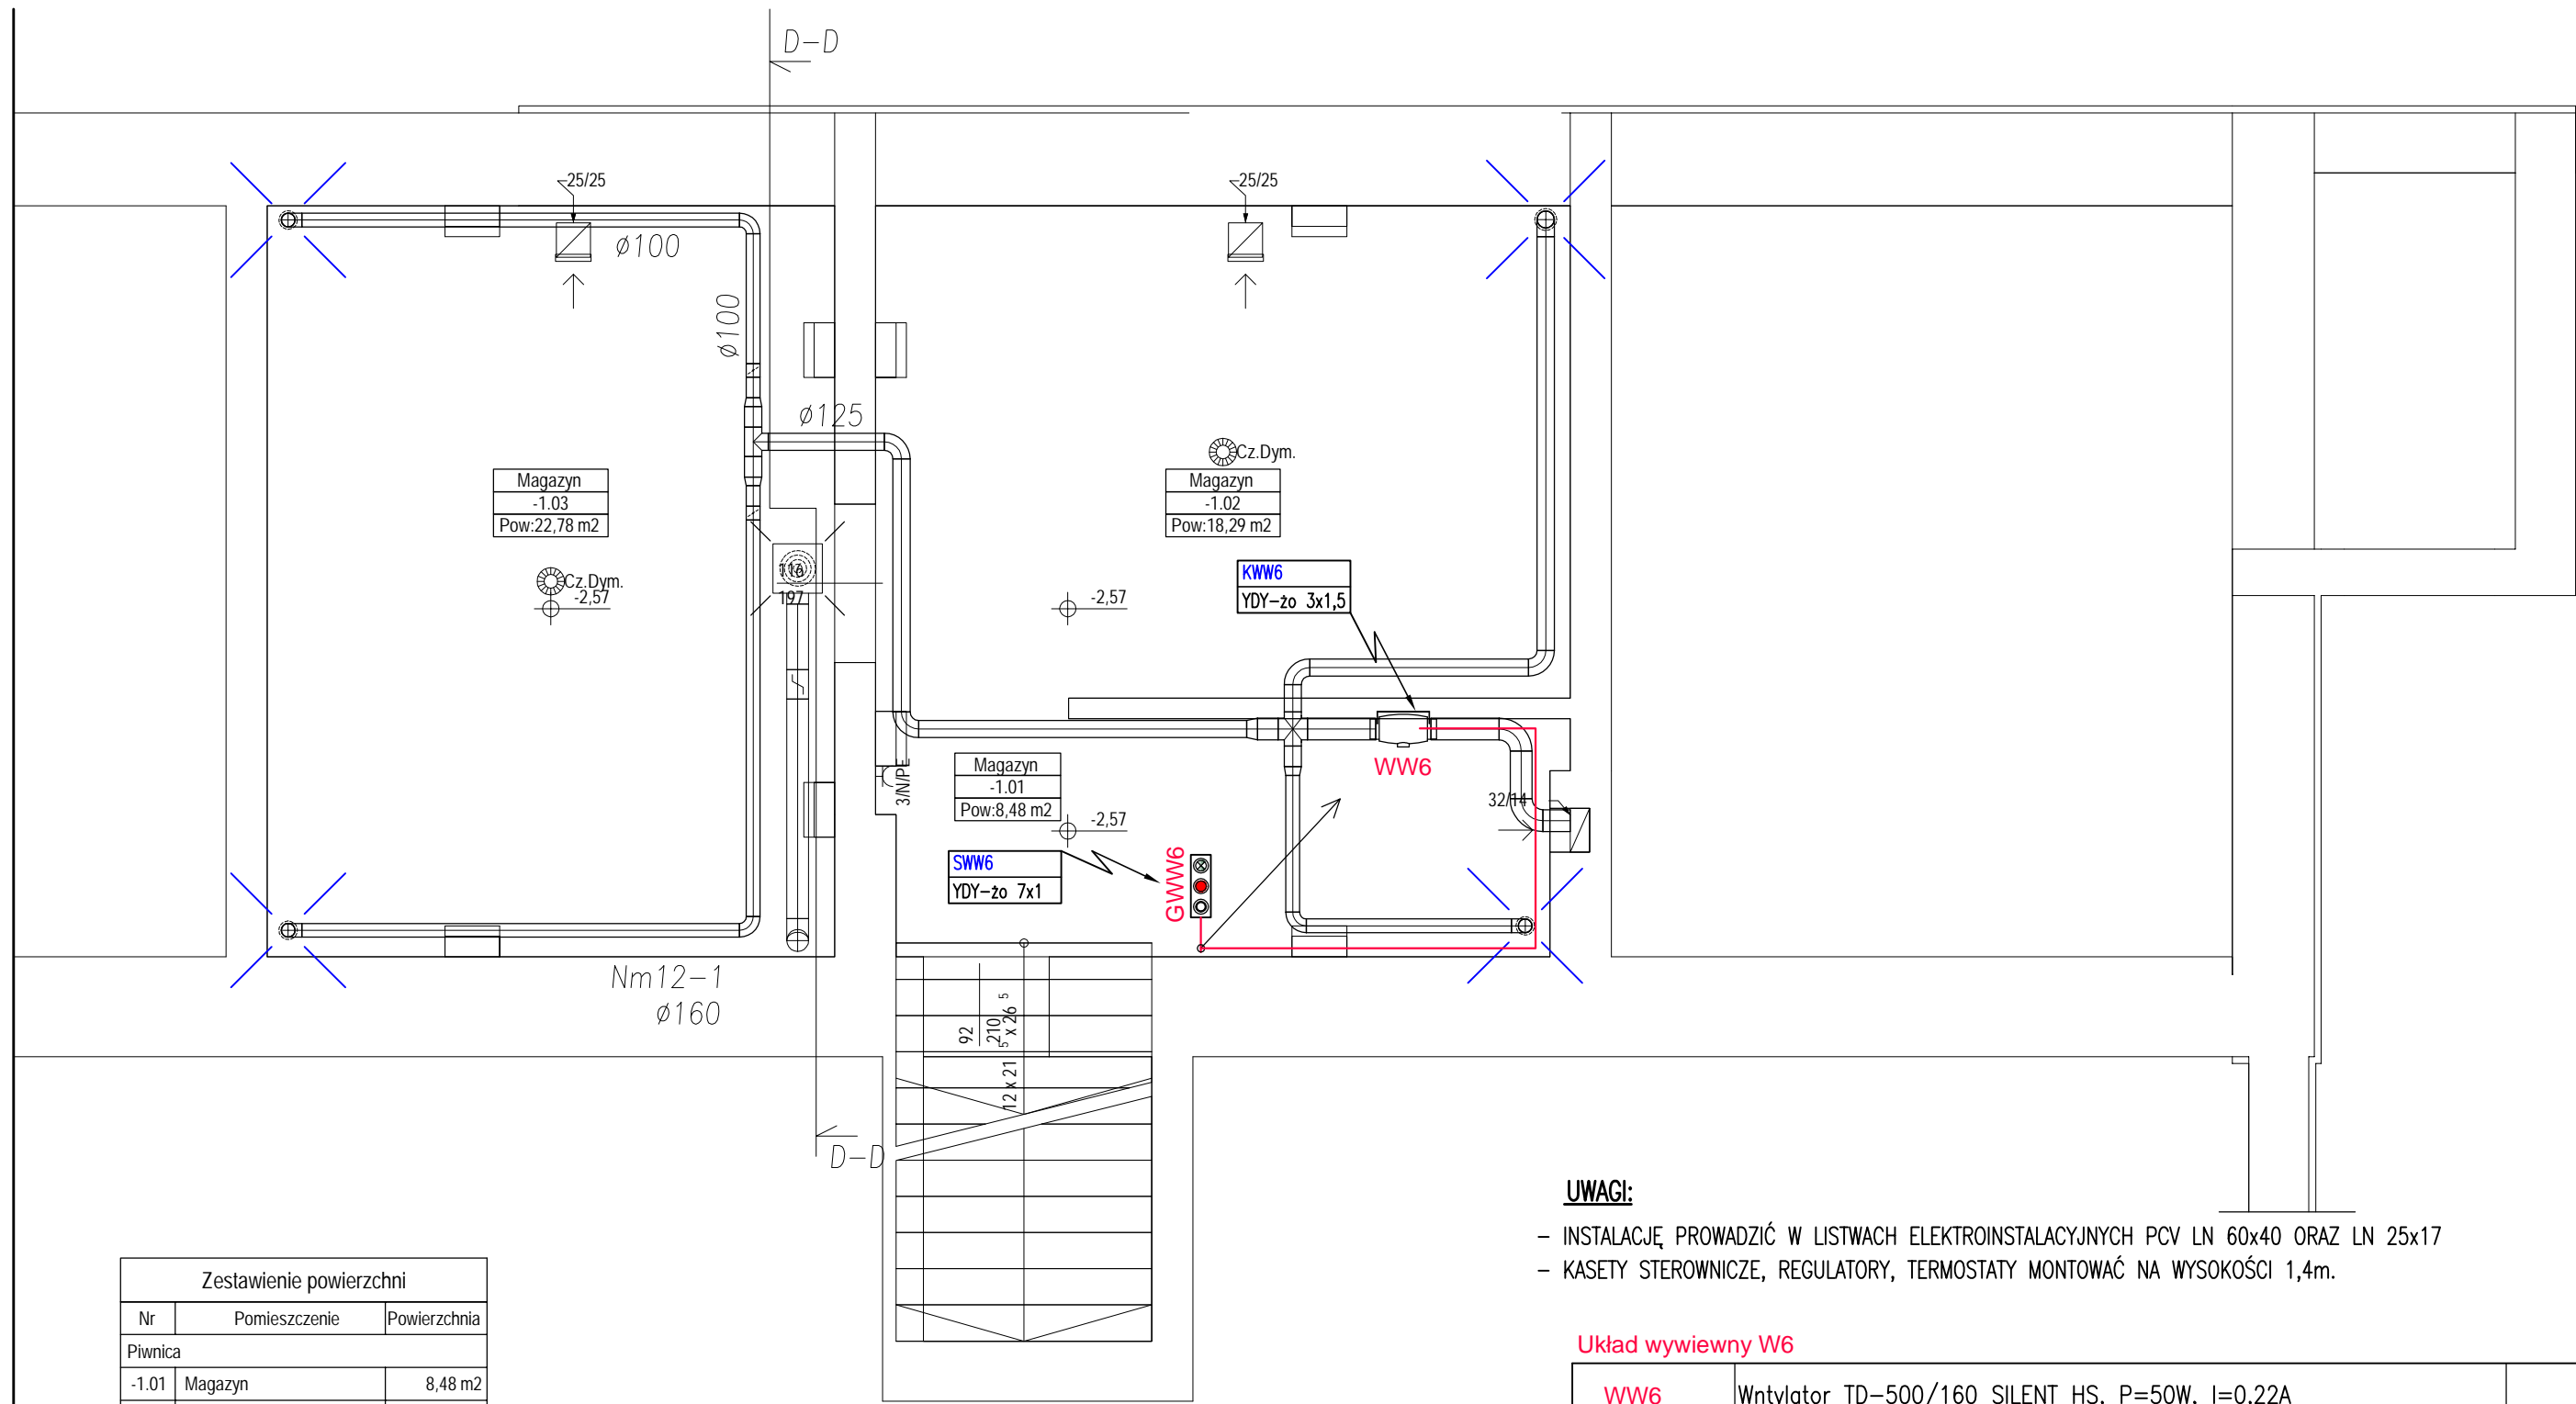 D-D
25/25
25/25
ø100
ø100
ø125
Cz.Dym.
Magazyn
-1.03
Pow:22,78 m2
Magazyn
-1.02
Pow:18,29 m2
Cz.Dym.
-2,57
197
-2,57
KWW6
YDY-żo 3x1,5
WW6
3/N/PE
Magazyn
-1.01
Pow:8,48 m2
32/14
-2,57
SWW6
YDY-żo 7x1
GWW6
Nm12-1
ø160
92
210
12 x 21⁵ x 26⁵
D-D
UWAGI:
- INSTALACJĘ PROWADZIĆ W LISTWACH ELEKTROINSTALACYJNYCH PCV LN 60x40 ORAZ LN 25x17
- KASETY STEROWNICZE, REGULATORY, TERMOSTATY MONTOWAĆ NA WYSOKOŚCI 1,4m.
Zestawienie powierzchni
Nr Pomieszczenie Powierzchnia
Piwnica
-1.01 Magazyn 8,48 m2
Układ wywiewny W6
WW6 Wntylator TD-500/160 SILENT HS, P=50W, I=0,22A